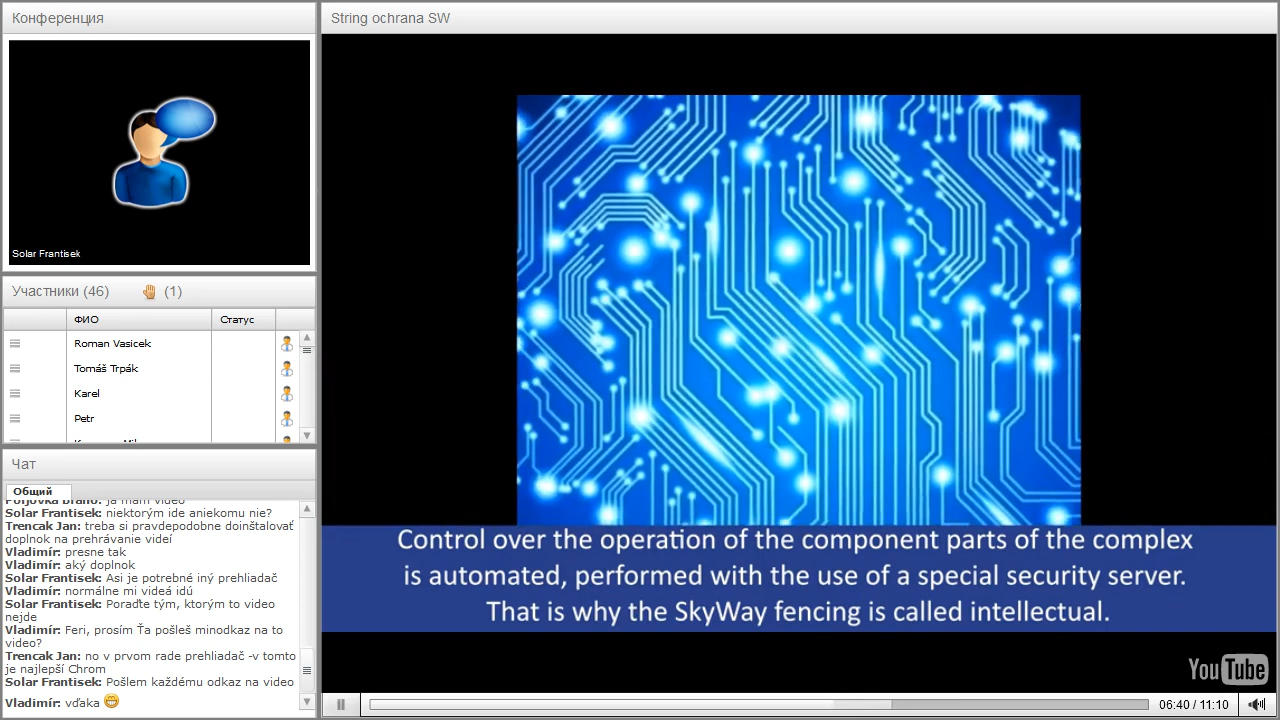 Конференция
Solar Frantisek
Участники (46) (1)
ФИО Статус
Roman Vasicek
Tomáš Trpák
Karel
Petr
Чат
Общий
Solar Frantisek: niektorým ide aniekomu nie?
Trencak Jan: treba si pravdepodobne doinštalovať
doplnok na prehrávanie videí
Vladimír: presne tak
Vladimír: aký doplnok
Solar Frantisek: Asi je potrebné iný prehliadač
Vladimír: normálne mi videá idú
Solar Frantisek: Poraďte tým, ktorým to video
nejde
Vladimír: Feri, prosím Ťa pošleš minodkaz na to
video?
Trencak Jan: no v prvom rade prehliadač -v tomto
je najlepší Chrom
Solar Frantisek: Pošlem každému odkaz na video
Vladimír: vďaka
String ochrana SW
Control over the operation of the component parts of the complex
is automated, performed with the use of a special security server.
That is why the SkyWay fencing is called intellectual.
YouTube
06:40 / 11:10